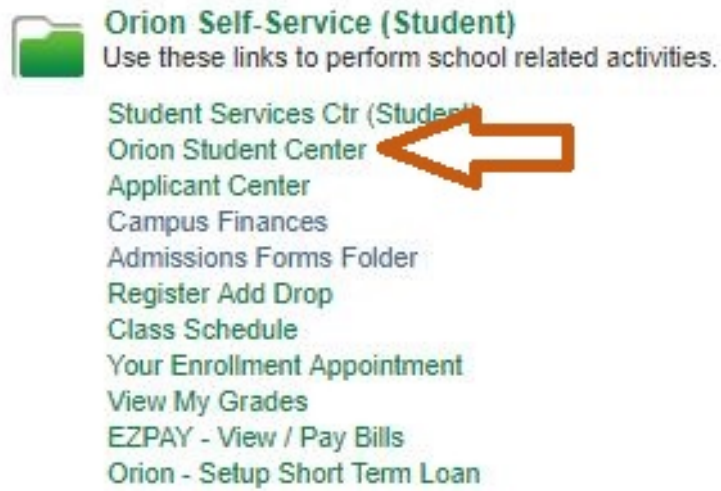 Orion Self-Service (Student)
Use these links to perform school related activities.
Student Services Ctr (Student)
Orion Student Center
Applicant Center
Campus Finances
Admissions Forms Folder
Register Add Drop
Class Schedule
Your Enrollment Appointment
View My Grades
EZPAY - View / Pay Bills
Orion - Setup Short Term Loan